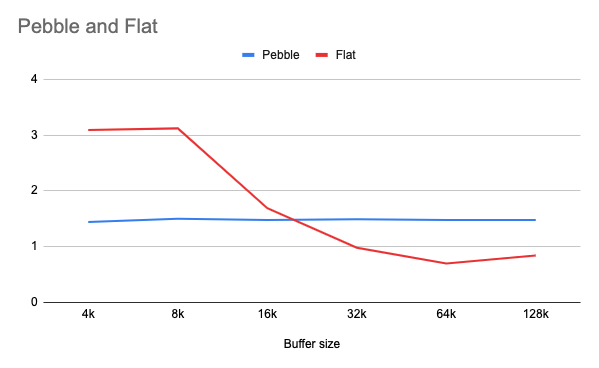 Pebble and Flat
Pebble Flat
4
3
2
1
0
4k 8k 16k 32k 64k 128k
Buffer size